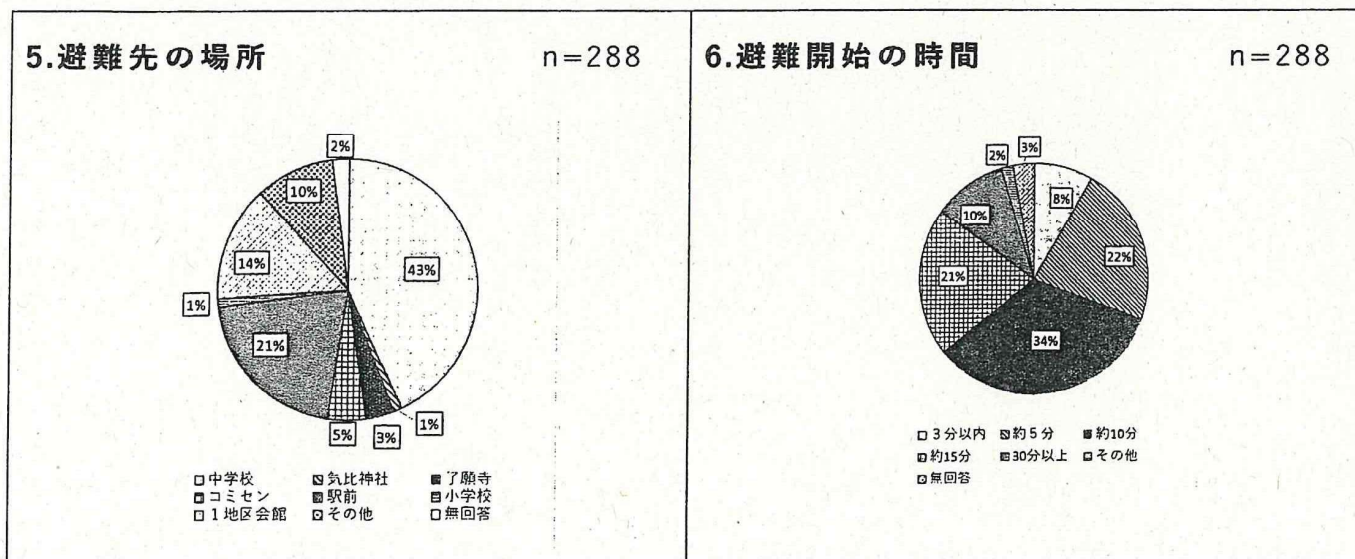 5.避難先の場所 n=288
2%
10%
14%
1%
21%
5%
3%
1%
43%
中学校 気比神社 了願寺
コミセン 駅前 小学校
1地区会館 その他 無回答
6.避難開始の時間 n=288
2%
3%
8%
10%
22%
21%
34%
3分以内 約5分 約10分
約15分 30分以上 その他
無回答